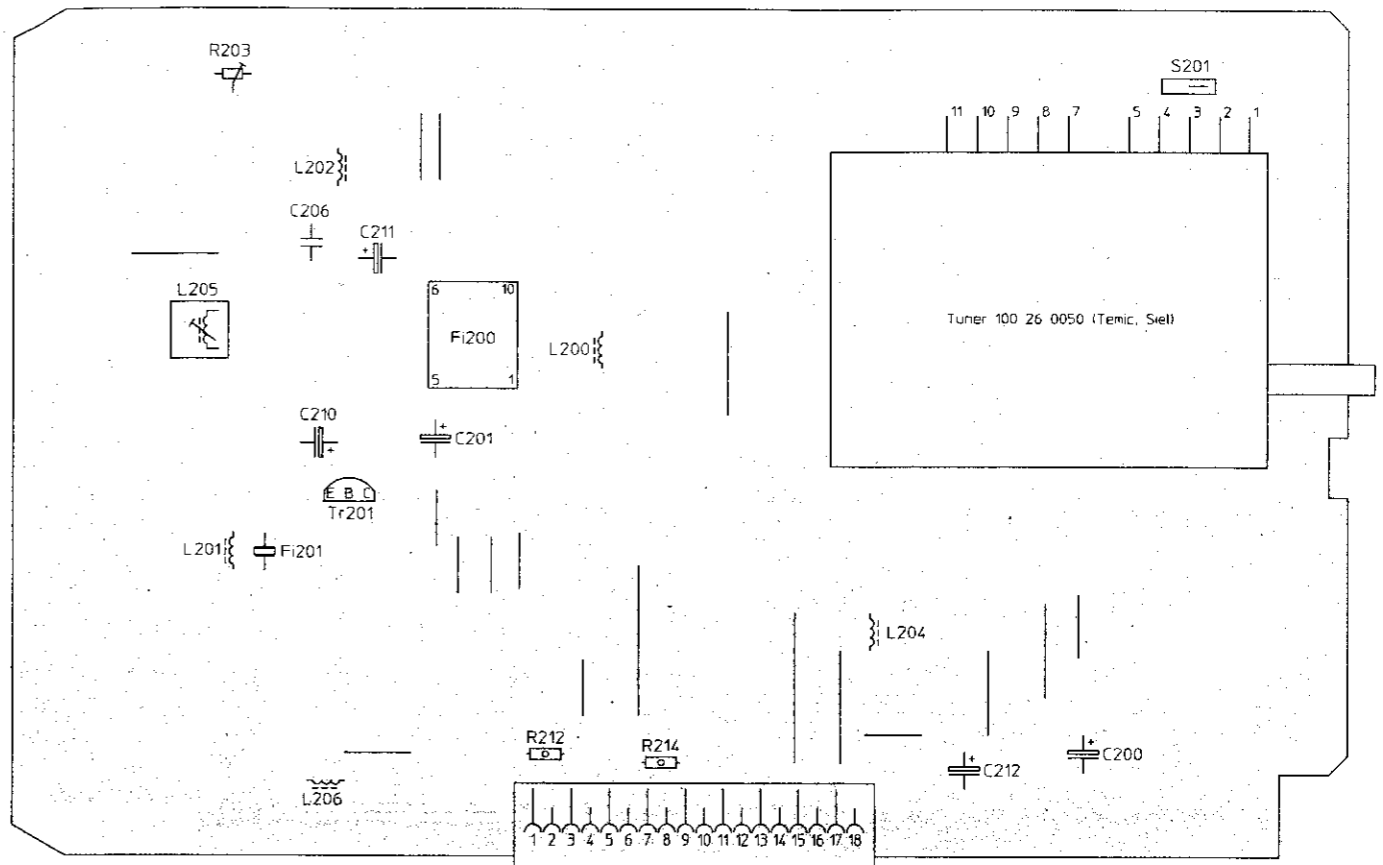 R203
S201
11 10 9 8 7 5 4 3 2 1
L202
C206
C211
+
L205
6 10
Fi200
5 1
L200
Tuner 100 26 0050 (Temic, Siel)
C210
+
+
C201
E B C
Tr201
L201
Fi201
L204
R212
R214
+
C212
+
C200
L206
1 2 3 4 5 6 7 8 9 10 11 12 13 14 15 16 17 18